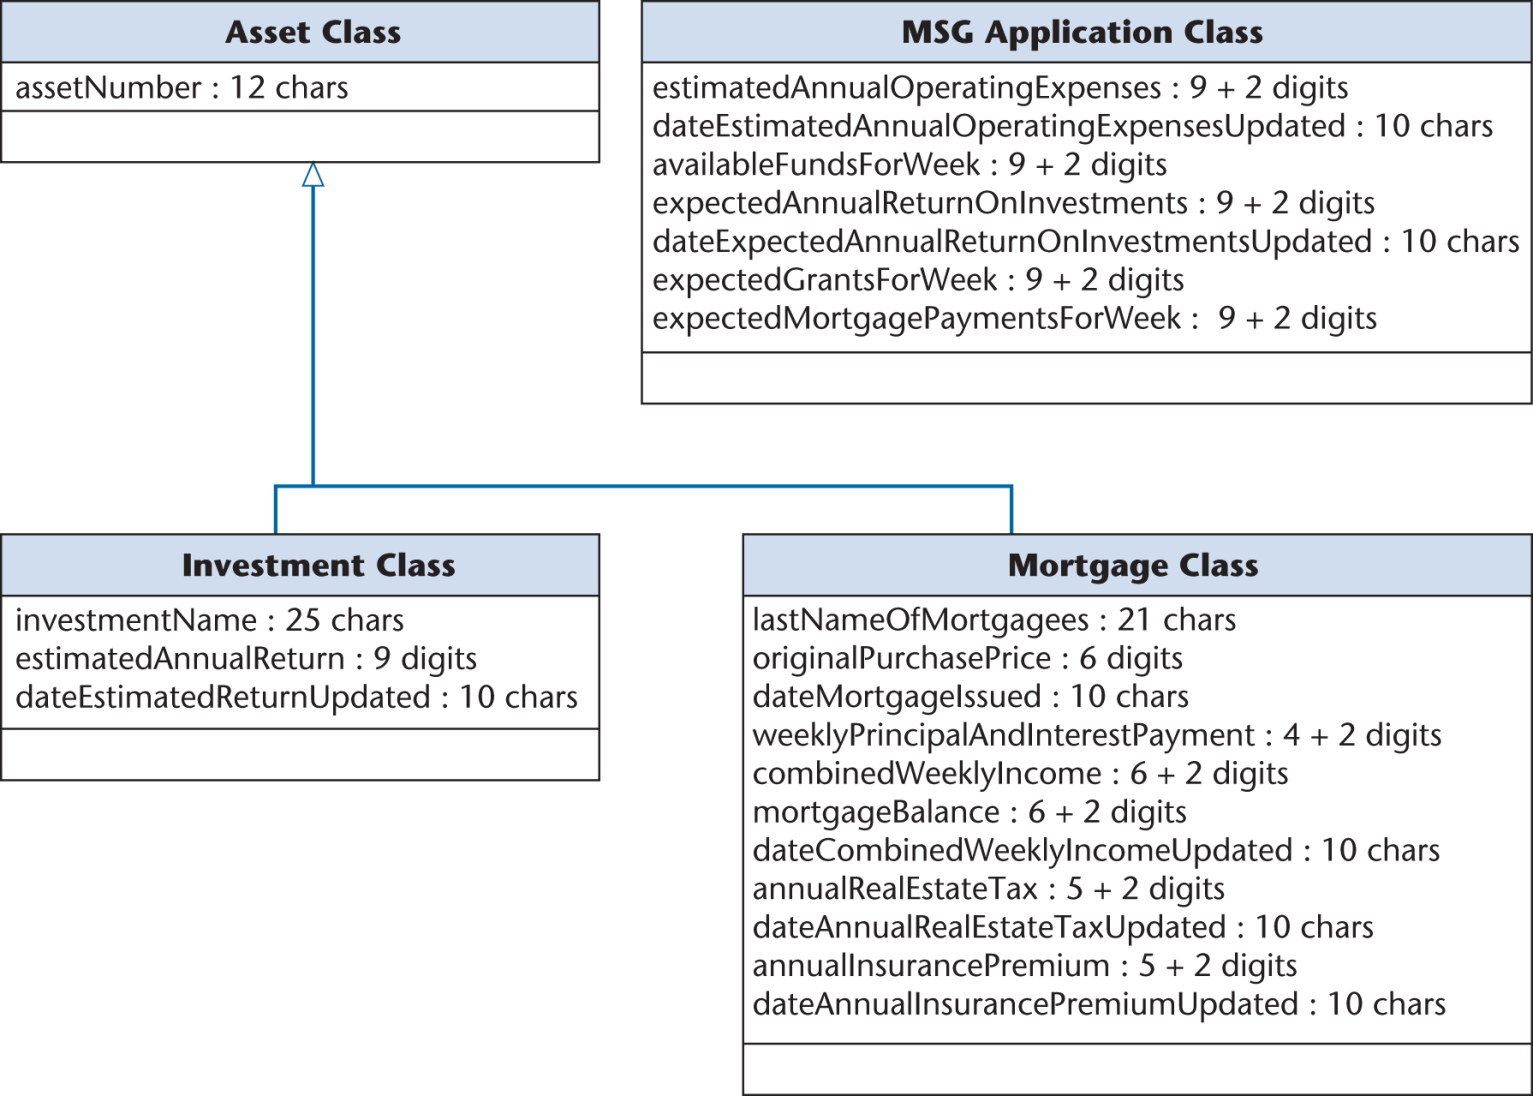 Asset Class
assetNumber : 12 chars
MSG Application Class
estimatedAnnualOperatingExpenses : 9 + 2 digits
dateEstimatedAnnualOperatingExpensesUpdated : 10 chars
availableFundsForWeek : 9 + 2 digits
expectedAnnualReturnOnInvestments : 9 + 2 digits
dateExpectedAnnualReturnOnInvestmentsUpdated : 10 chars
expectedGrantsForWeek : 9 + 2 digits
expectedMortgagePaymentsForWeek : 9 + 2 digits
Investment Class
investmentName : 25 chars
estimatedAnnualReturn : 9 digits
dateEstimatedReturnUpdated : 10 chars
Mortgage Class
lastNameOfMortgagees : 21 chars
originalPurchasePrice : 6 digits
dateMortgageIssued : 10 chars
weeklyPrincipalAndInterestPayment : 4 + 2 digits
combinedWeeklyIncome : 6 + 2 digits
mortgageBalance : 6 + 2 digits
dateCombinedWeeklyIncomeUpdated : 10 chars
annualRealEstateTax : 5 + 2 digits
dateAnnualRealEstateTaxUpdated : 10 chars
annualInsurancePremium : 5 + 2 digits
dateAnnualInsurancePremiumUpdated : 10 chars